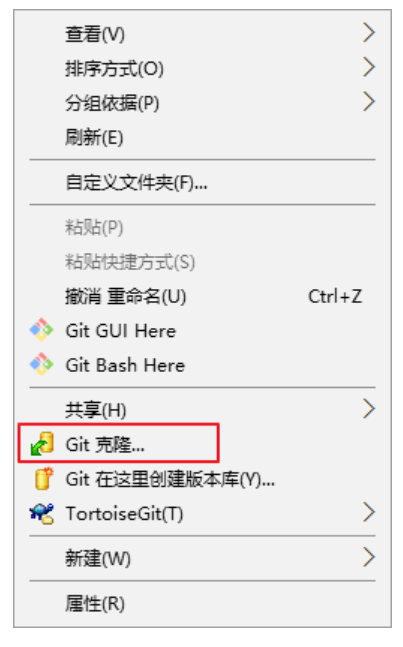 查看(V)
排序方式(O)
分组依据(P)
刷新(E)
自定义文件夹(F)...
粘贴(P)
粘贴快捷方式(S)
撤消 重命名(U) Ctrl+Z
Git GUI Here
Git Bash Here
共享(H)
Git 克隆...
Git 在这里创建版本库(Y)...
TortoiseGit(T)
新建(W)
属性(R)